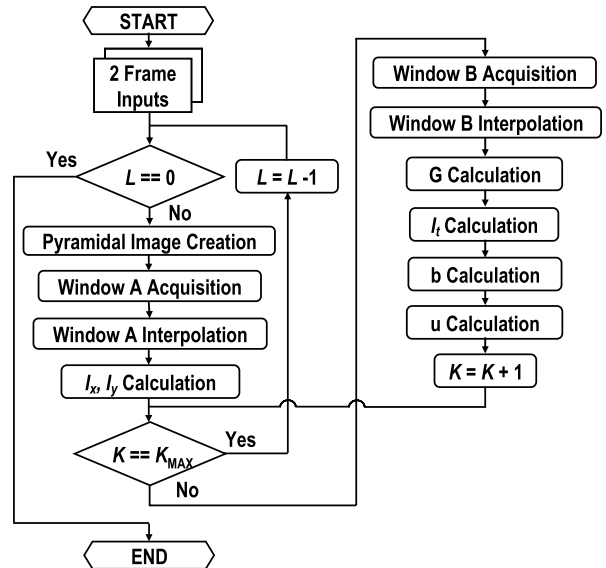 START
2 Frame
Inputs
Yes
L == 0
L = L -1
No
Pyramidal Image Creation
Window A Acquisition
Window A Interpolation
Ix, Iy Calculation
K == KMAX
Yes
No
END
Window B Acquisition
Window B Interpolation
G Calculation
It Calculation
b Calculation
u Calculation
K = K + 1